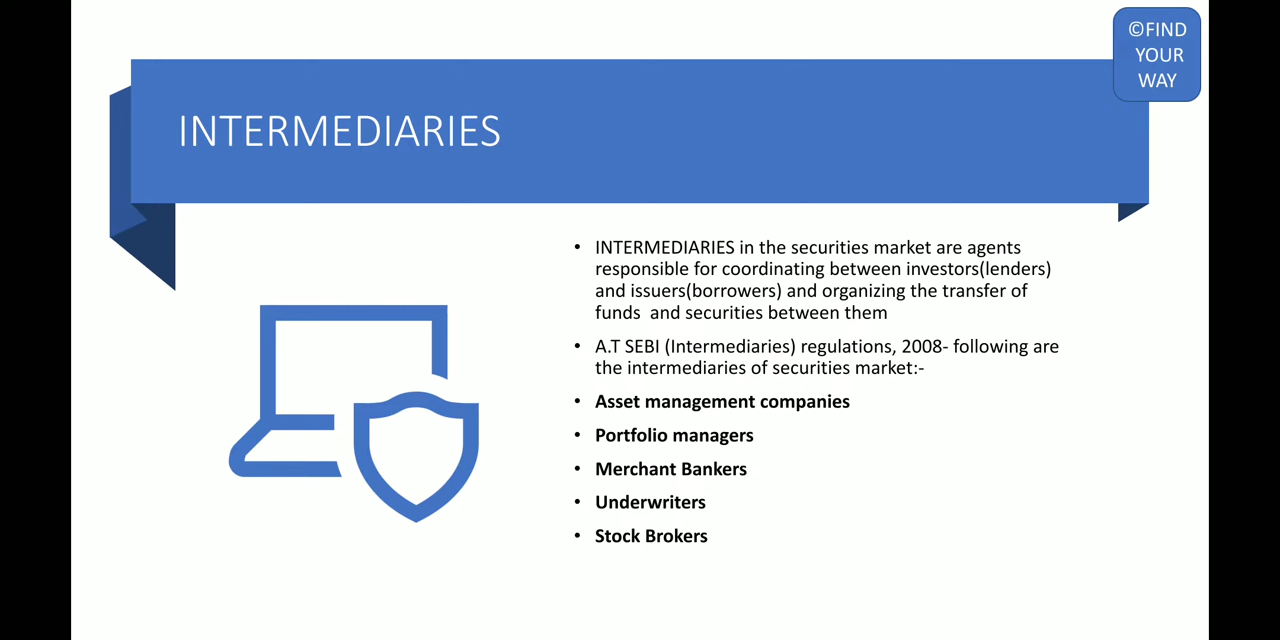 ©FIND
YOUR
WAY
INTERMEDIARIES
• INTERMEDIARIES in the securities market are agents
responsible for coordinating between investors(lenders)
and issuers(borrowers) and organizing the transfer of
funds  and securities between them
• A.T SEBI (Intermediaries) regulations, 2008- following are
the intermediaries of securities market:-
• Asset management companies
• Portfolio managers
• Merchant Bankers
• Underwriters
• Stock Brokers